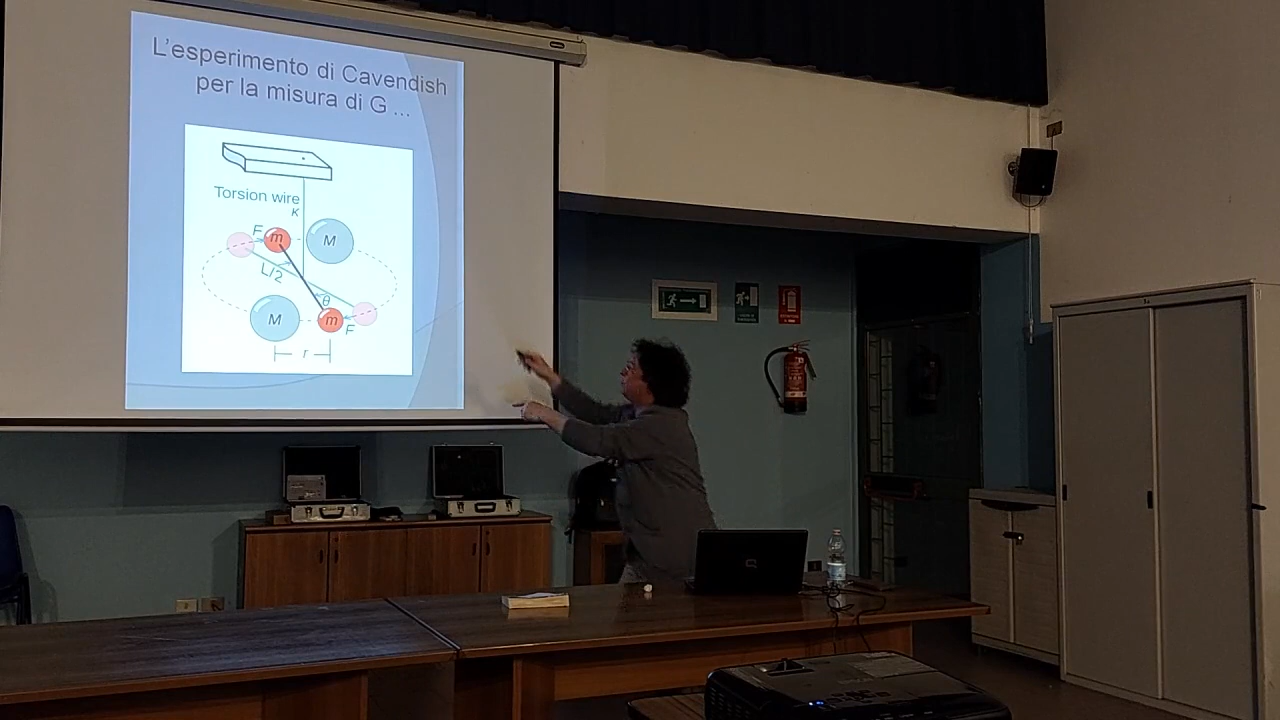 L'esperimento di Cavendish
per la misura di G ...
Torsion wire
K
F
m
M
L/2
θ
M
m
F
r